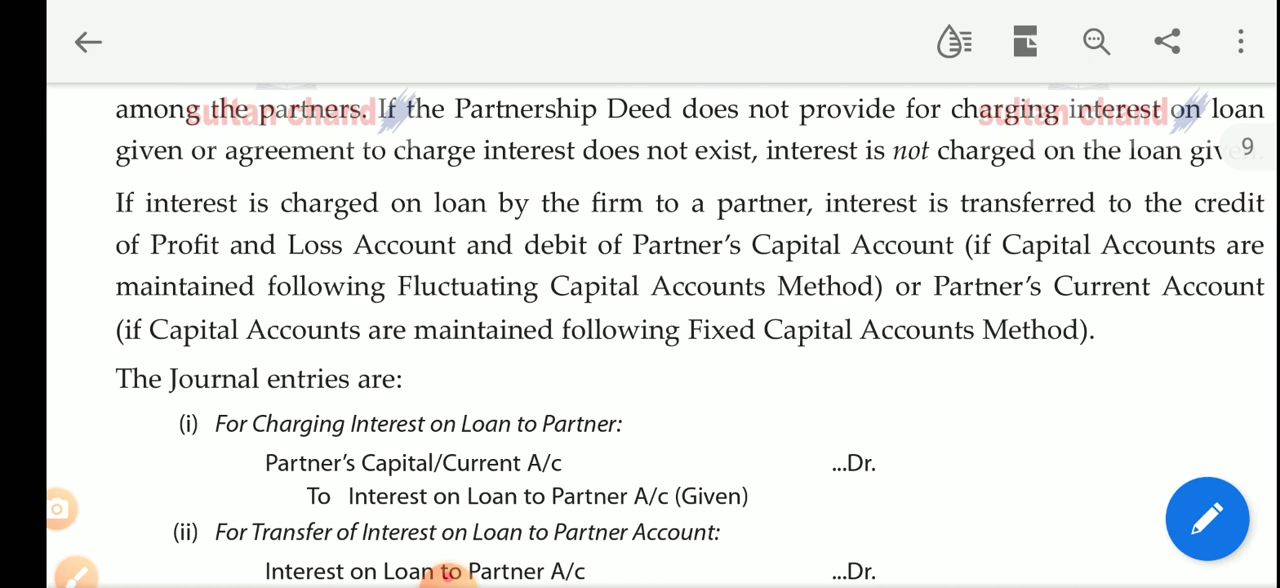 among the partners. If the Partnership Deed does not provide for charging interest on loan
given or agreement to charge interest does not exist, interest is not charged on the loan given.
9
sultan chand
sultan chand
If interest is charged on loan by the firm to a partner, interest is transferred to the credit
of Profit and Loss Account and debit of Partner's Capital Account (if Capital Accounts are
maintained following Fluctuating Capital Accounts Method) or Partner's Current Account
(if Capital Accounts are maintained following Fixed Capital Accounts Method).
The Journal entries are:
(i) For Charging Interest on Loan to Partner:
Partner's Capital/Current A/c ...Dr.
To Interest on Loan to Partner A/c (Given)
(ii) For Transfer of Interest on Loan to Partner Account:
Interest on Loan to Partner A/c ...Dr.